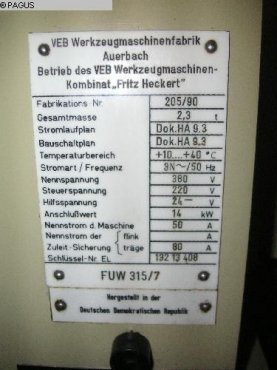 © PAGUS
VEB Werkzeugmaschinenfabrik
Auerbach
Betrieb des VEB Werkzeugmaschinen-
Kombinat „Fritz Heckert"
Fabrikations Nr 205/90
Gesamtmasse 2,3 t
Stromlaufplan Dok.HA 9.3
Bauschaltplan Dok.HA 9.3
Temperaturbereich +10....+40 °C
Stromart / Frequenz 3N~/50 Hz
Nennspannung 380 V
Steuerspannung 220 V
Hilfsspannung 24 – V
Anschlußwert 14 kW
Nennstrom d. Maschine 50 A
Nennstrom der flink A
Zuleit-Sicherung träge 80 A
Schlüssel-Nr. EL 132 13 408
FUW 315/7
Hergestellt in der
Deutschen Demokratischen Republik